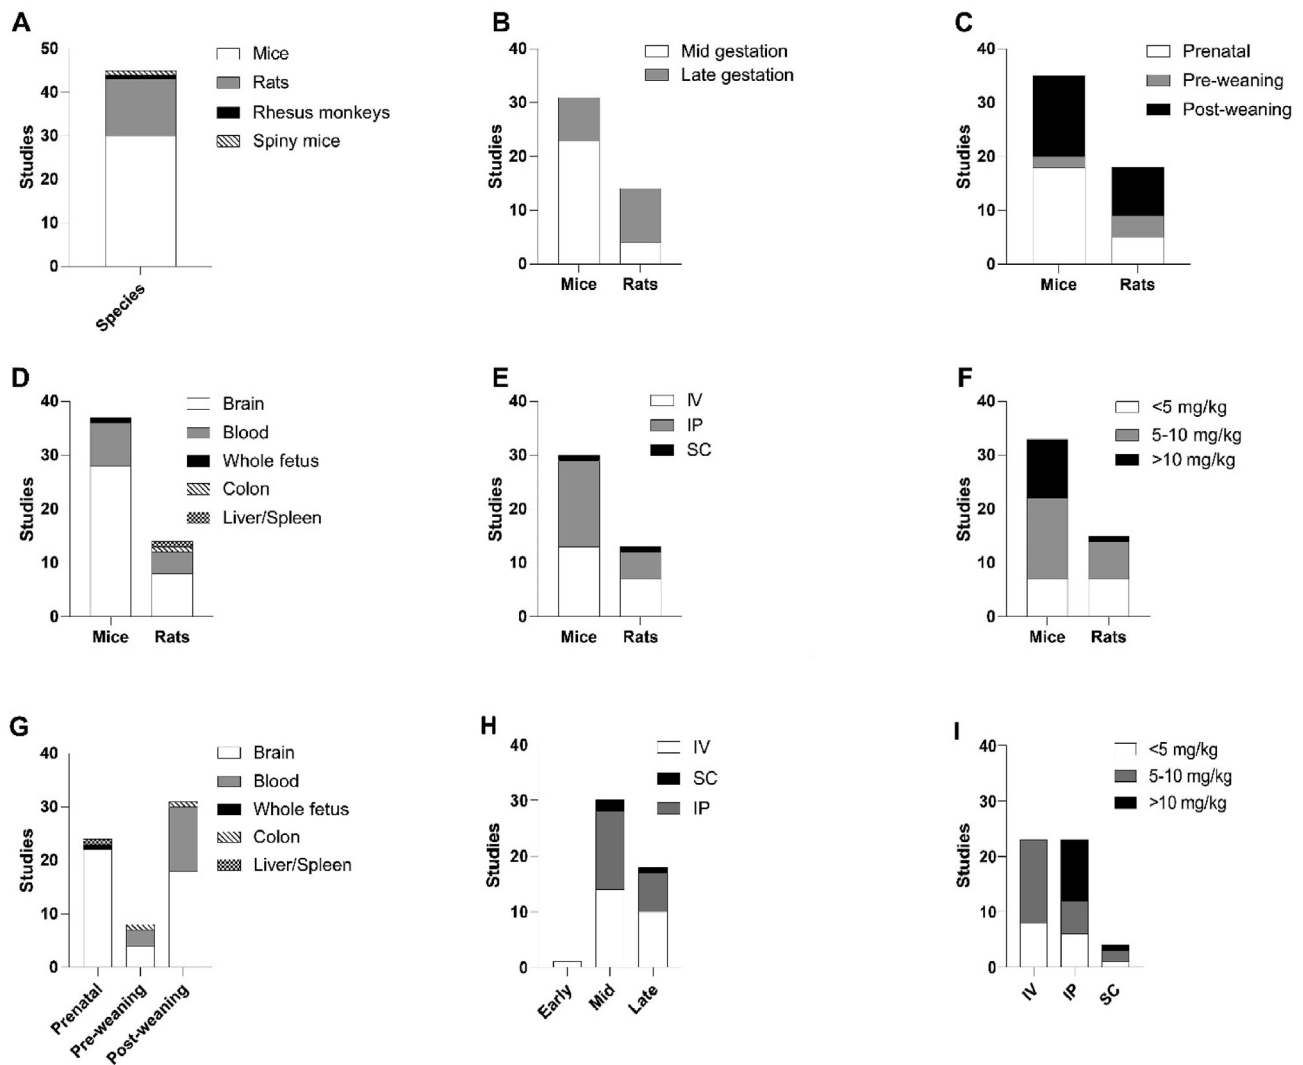 A
Studies
50
40
30
20
10
0
Species
Mice
Rats
Rhesus monkeys
Spiny mice
B
Studies
40
30
20
10
0
Mice
Rats
Mid gestation
Late gestation
C
Studies
40
30
20
10
0
Mice
Rats
Prenatal
Pre-weaning
Post-weaning
D
Studies
40
30
20
10
0
Mice
Rats
Brain
Blood
Whole fetus
Colon
Liver/Spleen
E
Studies
40
30
20
10
0
Mice
Rats
IV
IP
SC
F
Studies
40
30
20
10
0
Mice
Rats
<5 mg/kg
5-10 mg/kg
>10 mg/kg
G
Studies
40
30
20
10
0
Prenatal
Pre-weaning
Post-weaning
Brain
Blood
Whole fetus
Colon
Liver/Spleen
H
Studies
40
30
20
10
0
Early
Mid
Late
IV
SC
IP
I
Studies
40
30
20
10
0
IV
IP
SC
<5 mg/kg
5-10 mg/kg
>10 mg/kg